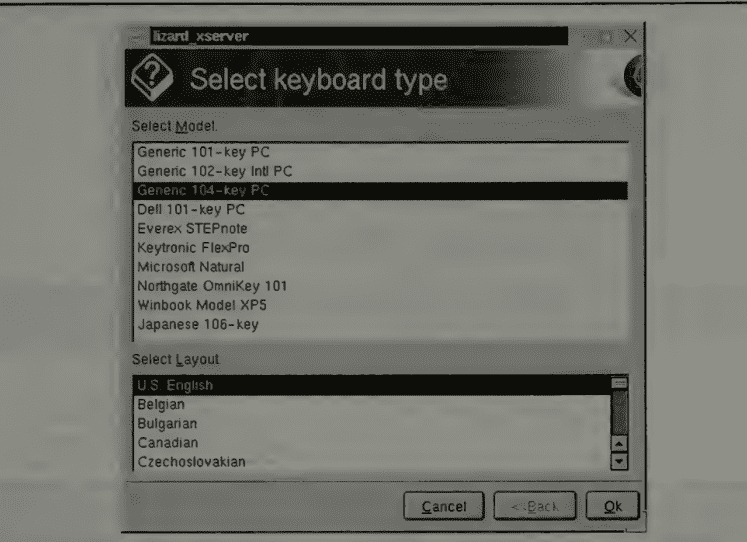 lizard_xserver
Select keyboard type
Select Model
Generic 101-key PC
Generic 102-key Intl PC
Generic 104-key PC
Dell 101-key PC
Everex STEPnote
Keytronic FlexPro
Microsoft Natural
Northgate OmniKey 101
Winbook Model XP5
Japanese 106-key
Select Layout
U.S. English
Belgian
Bulgarian
Canadian
Czechoslovakian
Cancel
<< Back
Ok